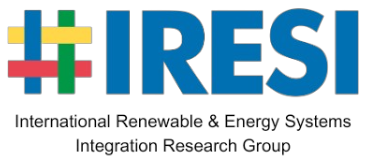 IRESI
International Renewable & Energy Systems
Integration Research Group